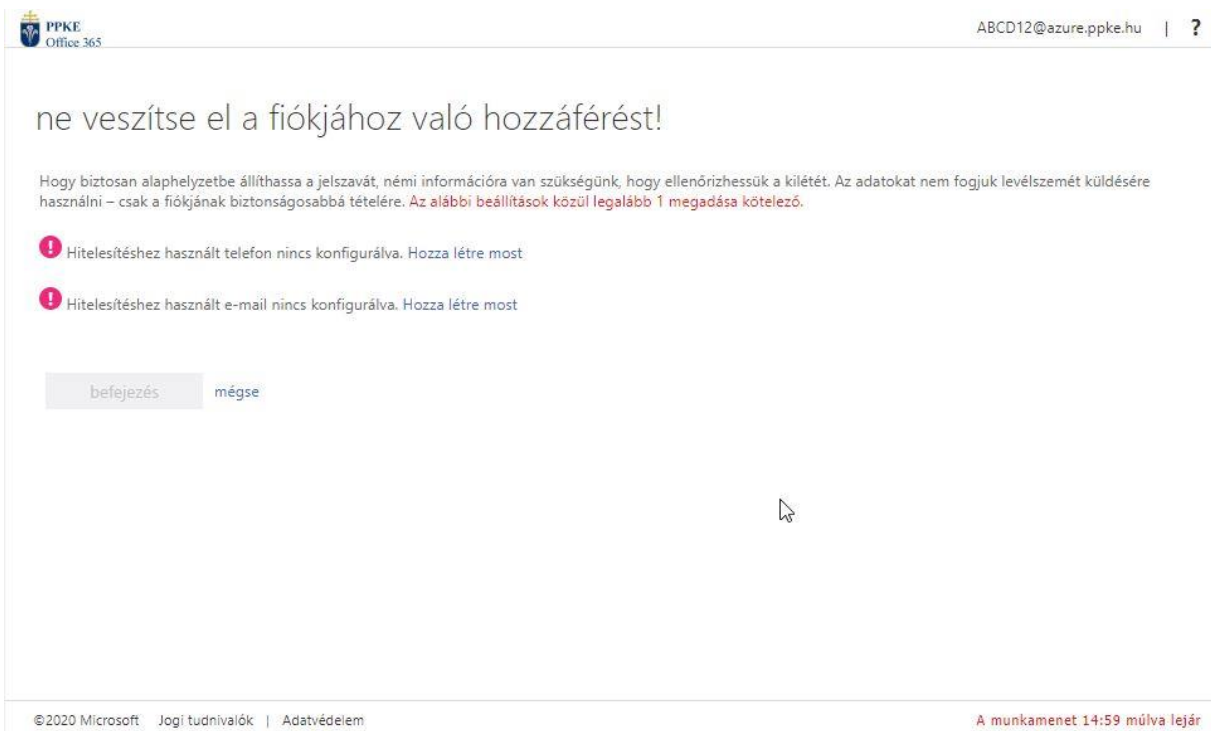 PPKE
Office 365
ABCD12@azure.ppke.hu | ?
ne veszítse el a fiókjához való hozzáférést!
Hogy biztosan alaphelyzetbe állíthassa a jelszavát, némi információra van szükségünk, hogy ellenőrizhessük a kilétét. Az adatokat nem fogjuk levélszemét küldésére
használni – csak a fiókjának biztonságosabbá tételére. Az alábbi beállítások közül legalább 1 megadása kötelező.
! Hitelesítéshez használt telefon nincs konfigurálva. Hozza létre most
! Hitelesítéshez használt e-mail nincs konfigurálva. Hozza létre most
befejezés mégse
©2020 Microsoft Jogi tudnivalók | Adatvédelem
A munkamenet 14:59 múlva lejár